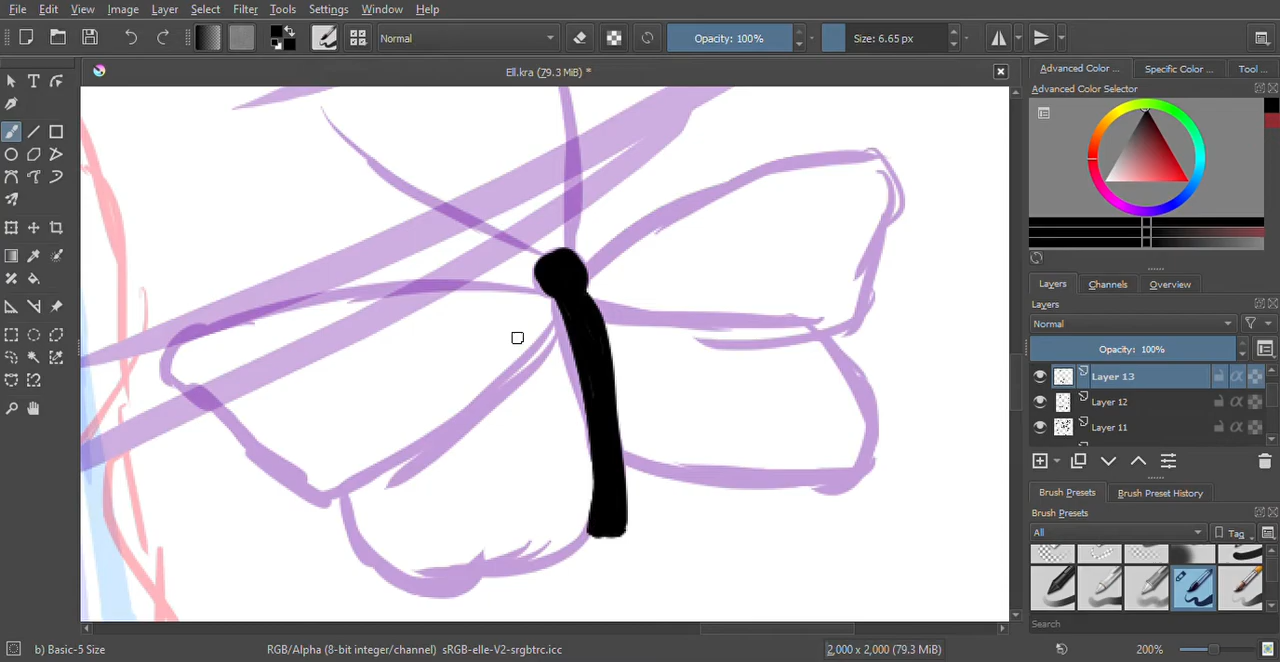 File Edit View Image Layer Select Filter Tools Settings Window Help
Normal Opacity: 100% Size: 6.65 px
Ell.kra (79.3 MiB) *
Advanced Color ... Specific Color ... Tool ...
Advanced Color Selector
Layers Channels Overview
Layers
Normal
Opacity: 100%
Layer 13
Layer 12
Layer 11
Brush Presets Brush Preset History
Brush Presets
All Tag
Search
b) Basic-5 Size RGB/Alpha (8-bit integer/channel) sRGB-elle-V2-srgbtrc.icc 2,000 x 2,000 (79.3 MiB) 200%